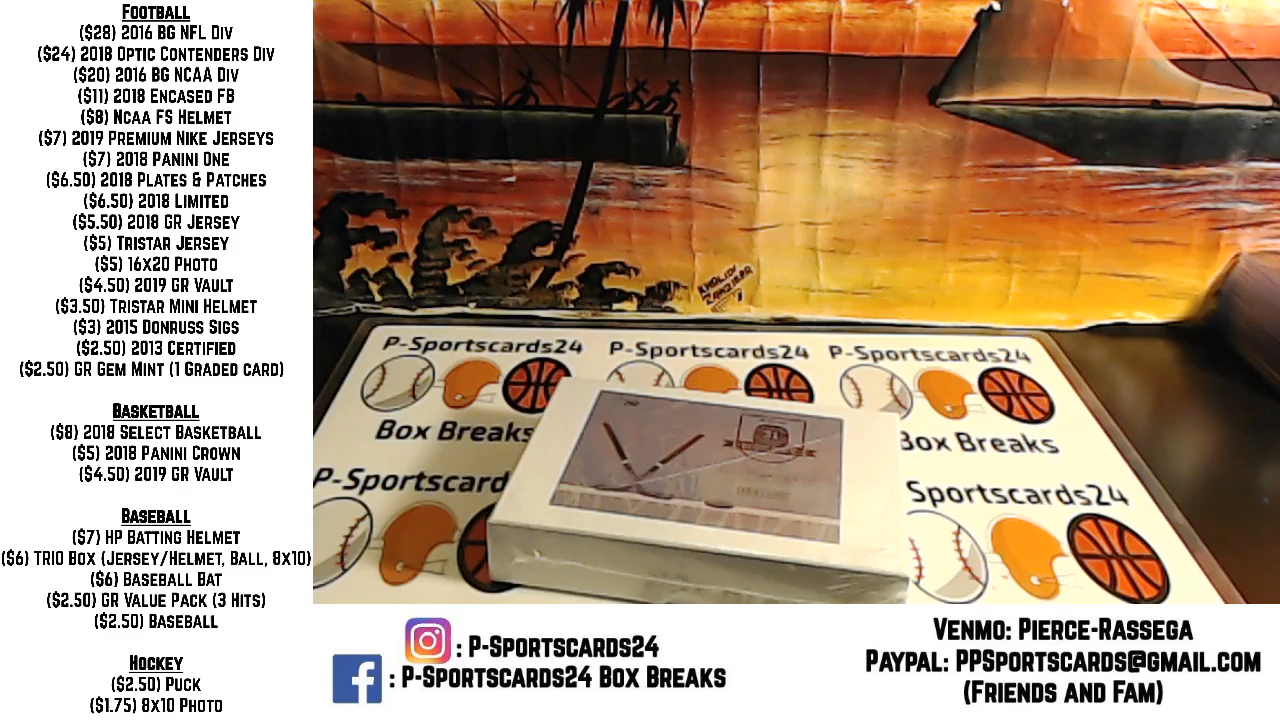 Football
($28) 2016 BG NFL Div
($24) 2018 Optic Contenders Div
($20) 2016 BG NCAA Div
($11) 2018 Encased FB
($8) NCAA FS Helmet
($7) 2019 Premium Nike Jerseys
($7) 2018 Panini One
($6.50) 2018 Plates & Patches
($6.50) 2018 Limited
($5.50) 2018 GR Jersey
($5) Tristar Jersey
($5) 16x20 Photo
($4.50) 2019 GR Vault
($3.50) Tristar Mini Helmet
($3) 2015 Donruss Sigs
($2.50) 2013 Certified
($2.50) GR Gem Mint (1 Graded card)
Basketball
($8) 2018 Select Basketball
($5) 2018 Panini Crown
($4.50) 2019 GR Vault
Baseball
($7) HP Batting Helmet
($6) TRIO Box (Jersey/Helmet, Ball, 8x10)
($6) Baseball Bat
($2.50) GR Value Pack (3 Hits)
($2.50) Baseball
Hockey
($2.50) Puck
($1.75) 8x10 Photo
P-Sportscards24 P-Sportscards24 P-Sportscards24
Box Breaks Box Breaks
P-Sportscard Sportscards24
: P-Sportscards24
: P-Sportscards24 Box Breaks
Venmo: Pierce-Rassega
Paypal: PPSportscards@gmail.com
(Friends and Fam)